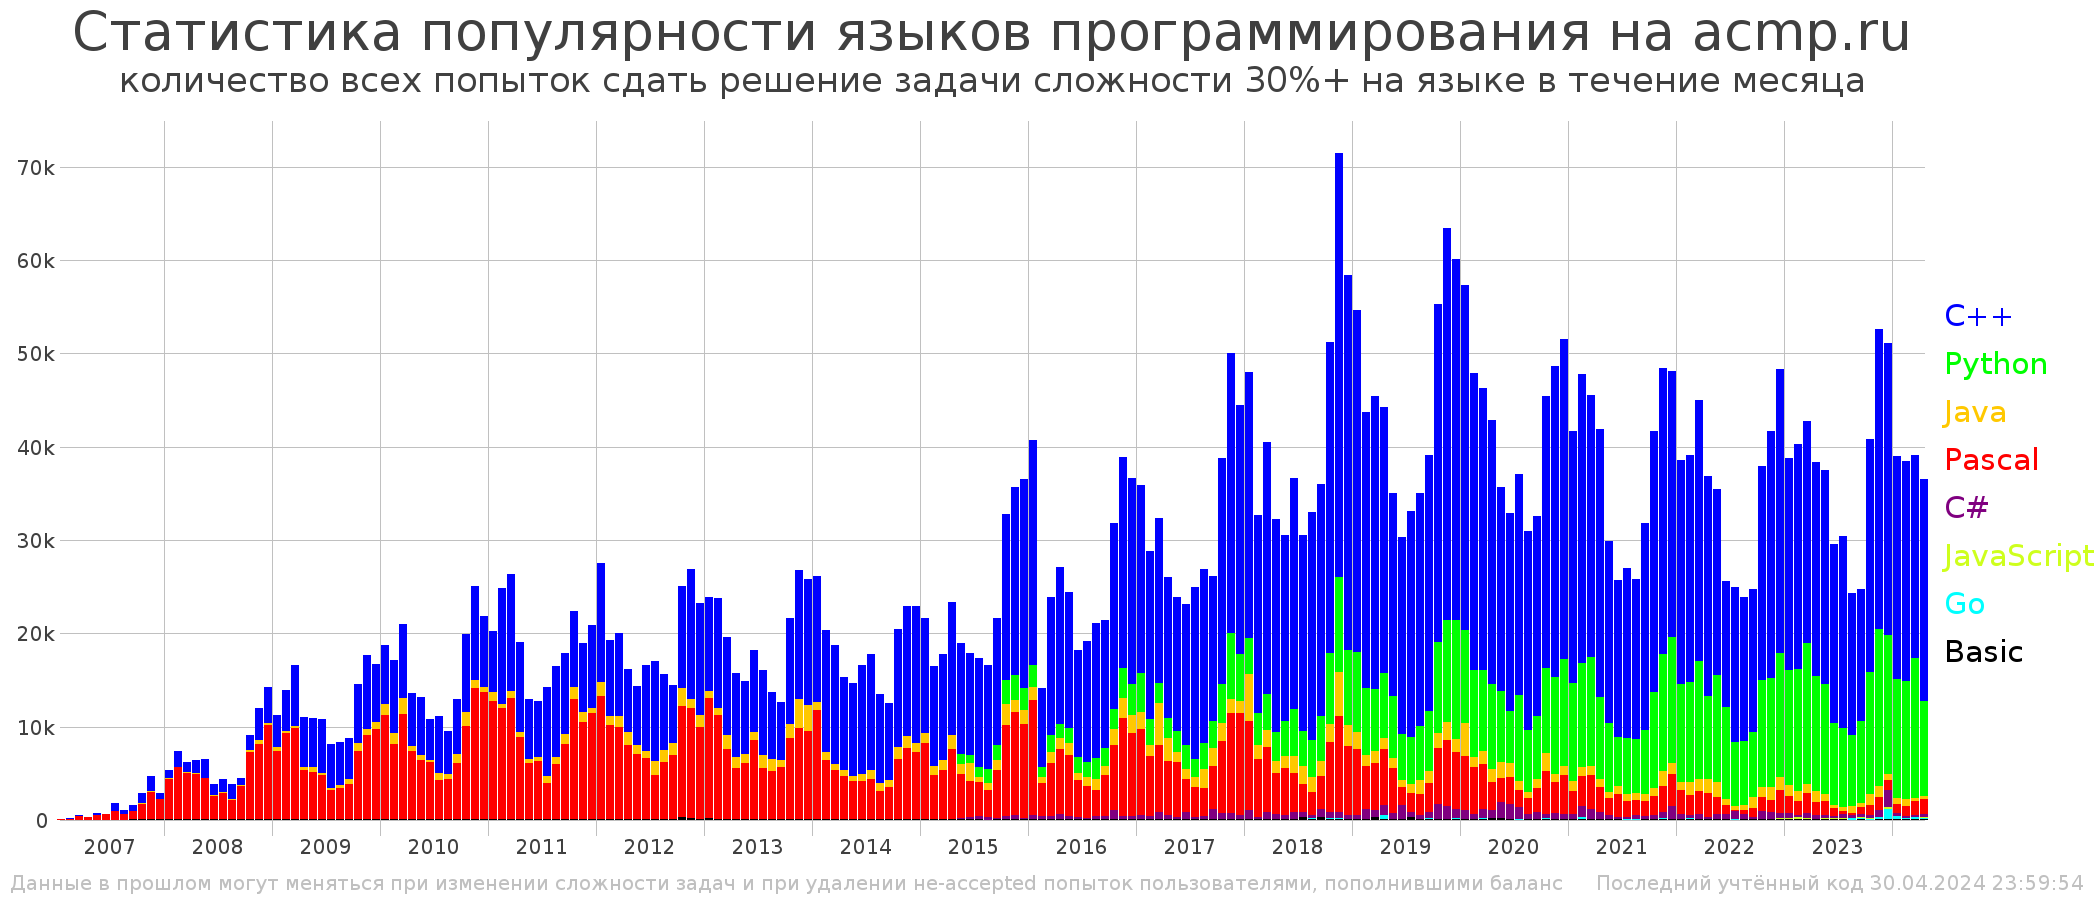 Статистика популярности языков программирования на acmp.ru
количество всех попыток сдать решение задачи сложности 30%+ на языке в течение месяца
70k
60k
50k
40k
30k
20k
10k
0
C++
Python
Java
Pascal
C#
JavaScript
Go
Basic
2007 2008 2009 2010 2011 2012 2013 2014 2015 2016 2017 2018 2019 2020 2021 2022 2023
Данные в прошлом могут меняться при изменении сложности задач и при удалении не-accepted попыток пользователями, пополнившими баланс Последний учтённый код 30.04.2024 23:59:54